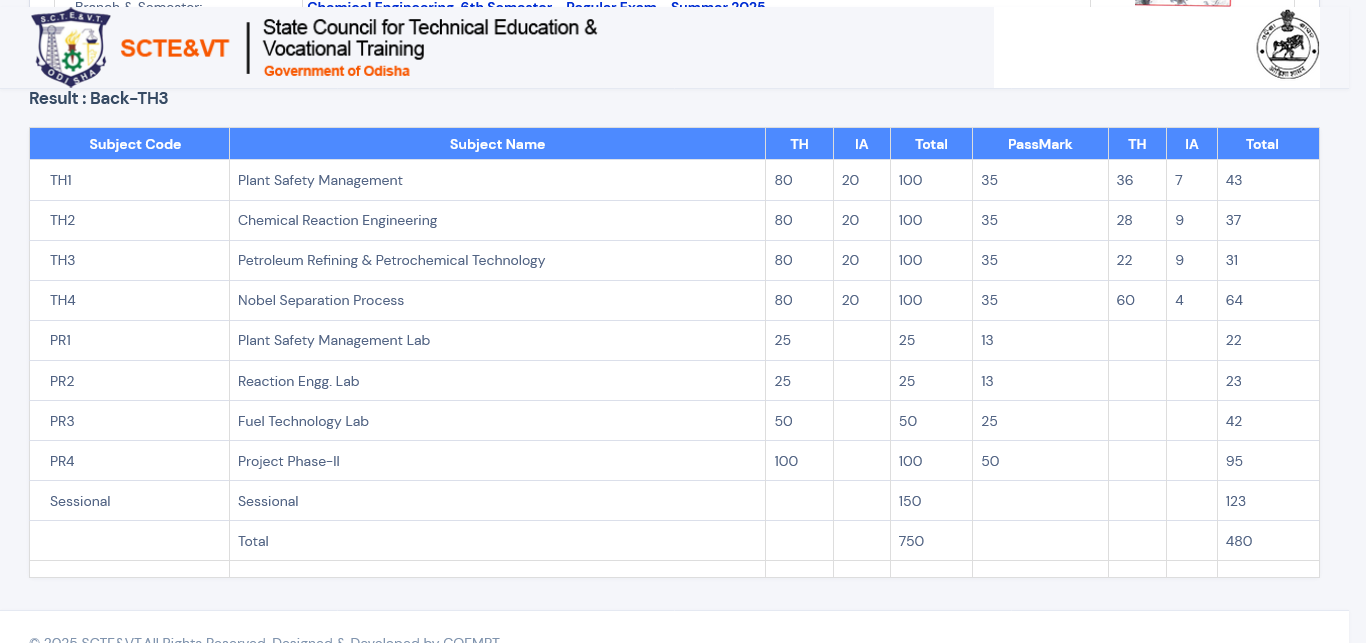 Branch & Semester: Chemical Engineering, 6th Semester - Regular Exam - Summer 2025
S.C.T.E.&V.T.
ODISHA
SCTE&VT
State Council for Technical Education &
Vocational Training
Government of Odisha
Result : Back-TH3
Subject Code Subject Name TH IA Total PassMark TH IA Total
TH1 Plant Safety Management 80 20 100 35 36 7 43
TH2 Chemical Reaction Engineering 80 20 100 35 28 9 37
TH3 Petroleum Refining & Petrochemical Technology 80 20 100 35 22 9 31
TH4 Nobel Separation Process 80 20 100 35 60 4 64
PR1 Plant Safety Management Lab 25 25 13 22
PR2 Reaction Engg. Lab 25 25 13 23
PR3 Fuel Technology Lab 50 50 25 42
PR4 Project Phase-II 100 100 50 95
Sessional Sessional 150 123
Total 750 480
© 2025 SCTE&VT.All Rights Reserved. Designed & Developed by COEMPT